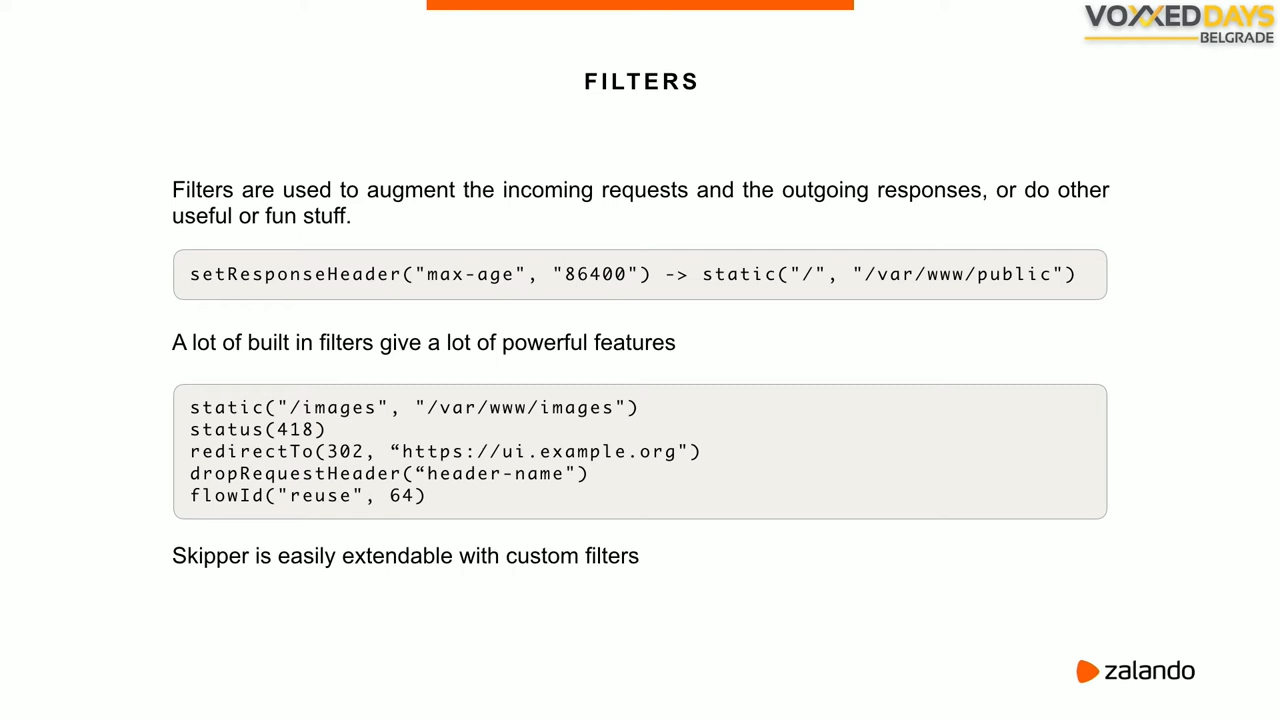 VOXXED DAYS
BELGRADE
FILTERS
Filters are used to augment the incoming requests and the outgoing responses, or do other
useful or fun stuff.
setResponseHeader("max-age", "86400") -> static("/", "/var/www/public")
A lot of built in filters give a lot of powerful features
static("/images", "/var/www/images")
status(418)
redirectTo(302, “https://ui.example.org")
dropRequestHeader(“header-name")
flowId("reuse", 64)
Skipper is easily extendable with custom filters
zalando